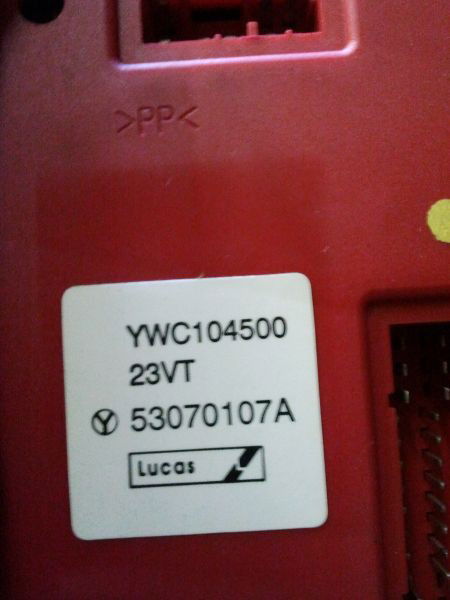 >PP<
YWC104500
23VT
Ⓨ 53070107A
Lucas